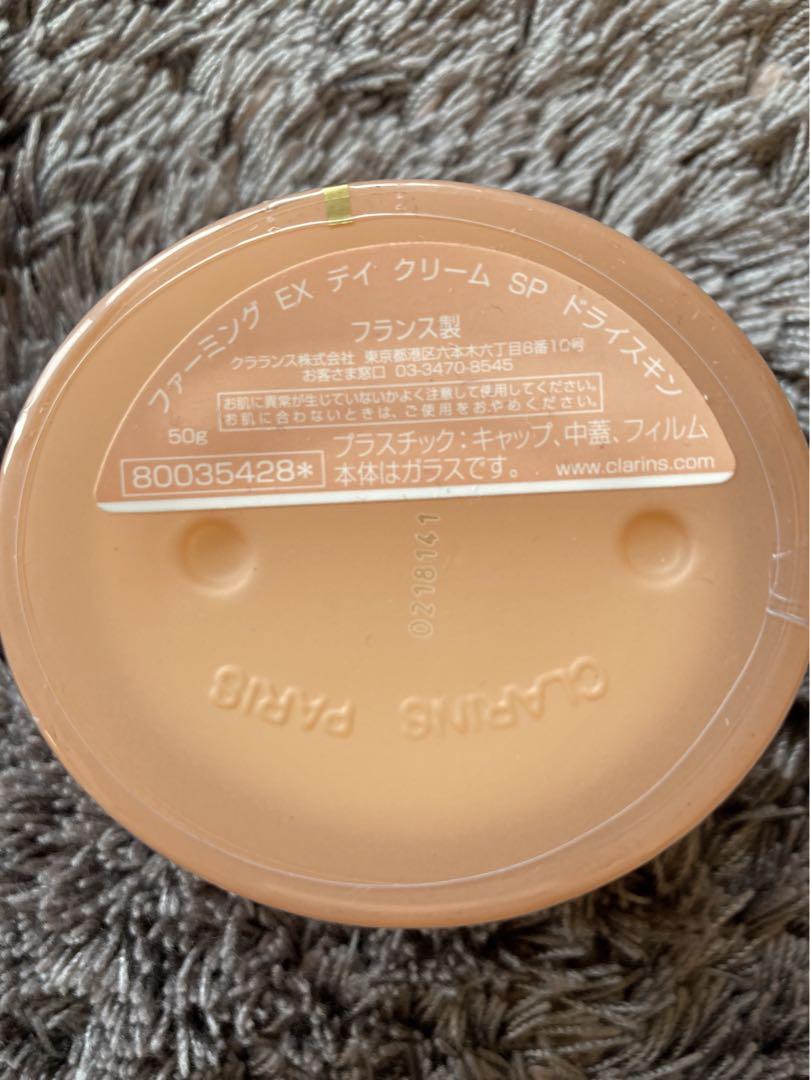 ファーミング EX デイ クリーム SP ドライスキン
フランス製
クラランス株式会社 東京都港区六本木六丁目8番10号
お客さま窓口 03-3470-8545
お肌に異常が生じていないかよく注意して使用してください。
お肌に合わないときは、ご使用をおやめください。
50g
プラスチック:キャップ、中蓋、フィルム
80035428*
本体はガラスです。 www.clarins.com
0218141
CLARINS PARIS